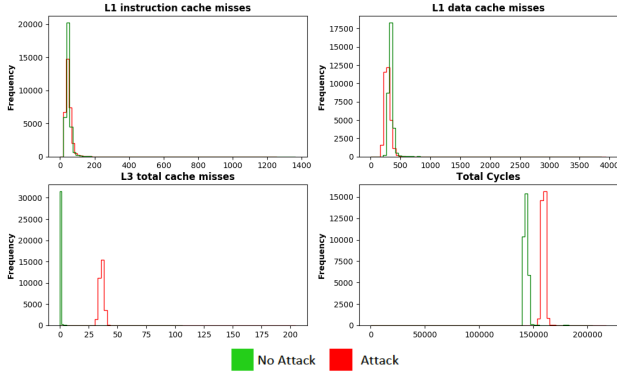 L1 instruction cache misses
Frequency
20000
15000
10000
5000
0
0 200 400 600 800 1000 1200 1400
L1 data cache misses
Frequency
17500
15000
12500
10000
7500
5000
2500
0
0 500 1000 1500 2000 2500 3000 3500 4000
L3 total cache misses
Frequency
30000
25000
20000
15000
10000
5000
0
0 25 50 75 100 125 150 175 200
Total Cycles
Frequency
15000
12500
10000
7500
5000
2500
0
0 50000 100000 150000 200000
No Attack Attack